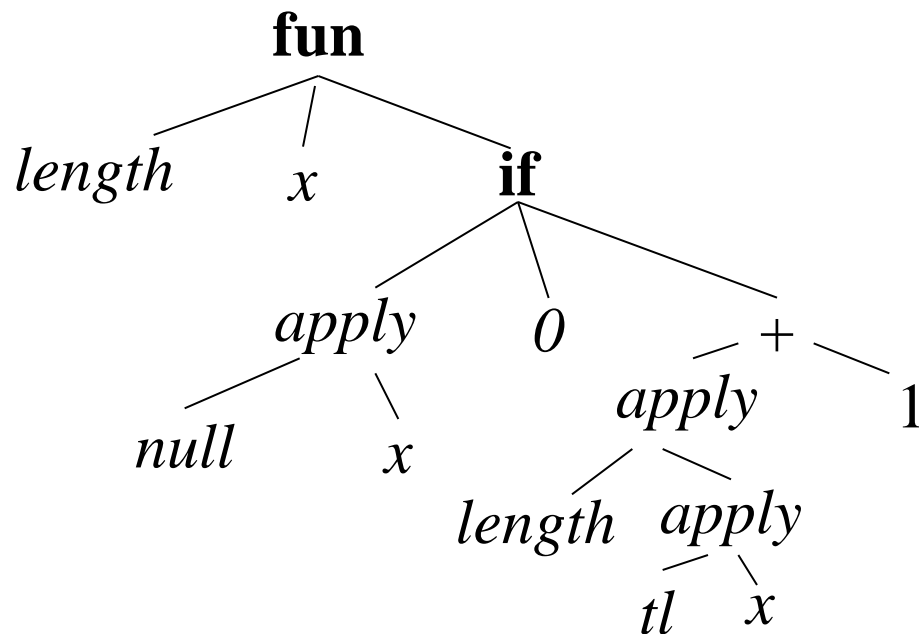 fun
length x if
apply 0 +
null x apply 1
length apply
tl x